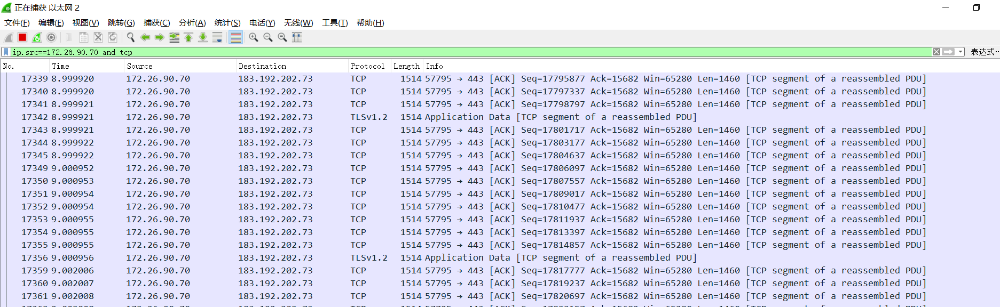 正在捕获 以太网 2
文件(F) 编辑(E) 视图(V) 跳转(G) 捕获(C) 分析(A) 统计(S) 电话(Y) 无线(W) 工具(T) 帮助(H)
ip.src==172.26.90.70 and tcp 表达式…
No. Time Source Destination Protocol Length Info
17339 8.999920 172.26.90.70 183.192.202.73 TCP 1514 57795 → 443 [ACK] Seq=17795877 Ack=15682 Win=65280 Len=1460 [TCP segment of a reassembled PDU]
17340 8.999920 172.26.90.70 183.192.202.73 TCP 1514 57795 → 443 [ACK] Seq=17797337 Ack=15682 Win=65280 Len=1460 [TCP segment of a reassembled PDU]
17341 8.999921 172.26.90.70 183.192.202.73 TCP 1514 57795 → 443 [ACK] Seq=17798797 Ack=15682 Win=65280 Len=1460 [TCP segment of a reassembled PDU]
17342 8.999921 172.26.90.70 183.192.202.73 TLSv1.2 1514 Application Data [TCP segment of a reassembled PDU]
17343 8.999921 172.26.90.70 183.192.202.73 TCP 1514 57795 → 443 [ACK] Seq=17801717 Ack=15682 Win=65280 Len=1460 [TCP segment of a reassembled PDU]
17344 8.999922 172.26.90.70 183.192.202.73 TCP 1514 57795 → 443 [ACK] Seq=17803177 Ack=15682 Win=65280 Len=1460 [TCP segment of a reassembled PDU]
17345 8.999922 172.26.90.70 183.192.202.73 TCP 1514 57795 → 443 [ACK] Seq=17804637 Ack=15682 Win=65280 Len=1460 [TCP segment of a reassembled PDU]
17349 9.000952 172.26.90.70 183.192.202.73 TCP 1514 57795 → 443 [ACK] Seq=17806097 Ack=15682 Win=65280 Len=1460 [TCP segment of a reassembled PDU]
17350 9.000953 172.26.90.70 183.192.202.73 TCP 1514 57795 → 443 [ACK] Seq=17807557 Ack=15682 Win=65280 Len=1460 [TCP segment of a reassembled PDU]
17351 9.000954 172.26.90.70 183.192.202.73 TCP 1514 57795 → 443 [ACK] Seq=17809017 Ack=15682 Win=65280 Len=1460 [TCP segment of a reassembled PDU]
17352 9.000954 172.26.90.70 183.192.202.73 TCP 1514 57795 → 443 [ACK] Seq=17810477 Ack=15682 Win=65280 Len=1460 [TCP segment of a reassembled PDU]
17353 9.000955 172.26.90.70 183.192.202.73 TCP 1514 57795 → 443 [ACK] Seq=17811937 Ack=15682 Win=65280 Len=1460 [TCP segment of a reassembled PDU]
17354 9.000955 172.26.90.70 183.192.202.73 TCP 1514 57795 → 443 [ACK] Seq=17813397 Ack=15682 Win=65280 Len=1460 [TCP segment of a reassembled PDU]
17355 9.000955 172.26.90.70 183.192.202.73 TCP 1514 57795 → 443 [ACK] Seq=17814857 Ack=15682 Win=65280 Len=1460 [TCP segment of a reassembled PDU]
17356 9.000956 172.26.90.70 183.192.202.73 TLSv1.2 1514 Application Data [TCP segment of a reassembled PDU]
17359 9.002006 172.26.90.70 183.192.202.73 TCP 1514 57795 → 443 [ACK] Seq=17817777 Ack=15682 Win=65280 Len=1460 [TCP segment of a reassembled PDU]
17360 9.002007 172.26.90.70 183.192.202.73 TCP 1514 57795 → 443 [ACK] Seq=17819237 Ack=15682 Win=65280 Len=1460 [TCP segment of a reassembled PDU]
17361 9.002008 172.26.90.70 183.192.202.73 TCP 1514 57795 → 443 [ACK] Seq=17820697 Ack=15682 Win=65280 Len=1460 [TCP segment of a reassembled PDU]